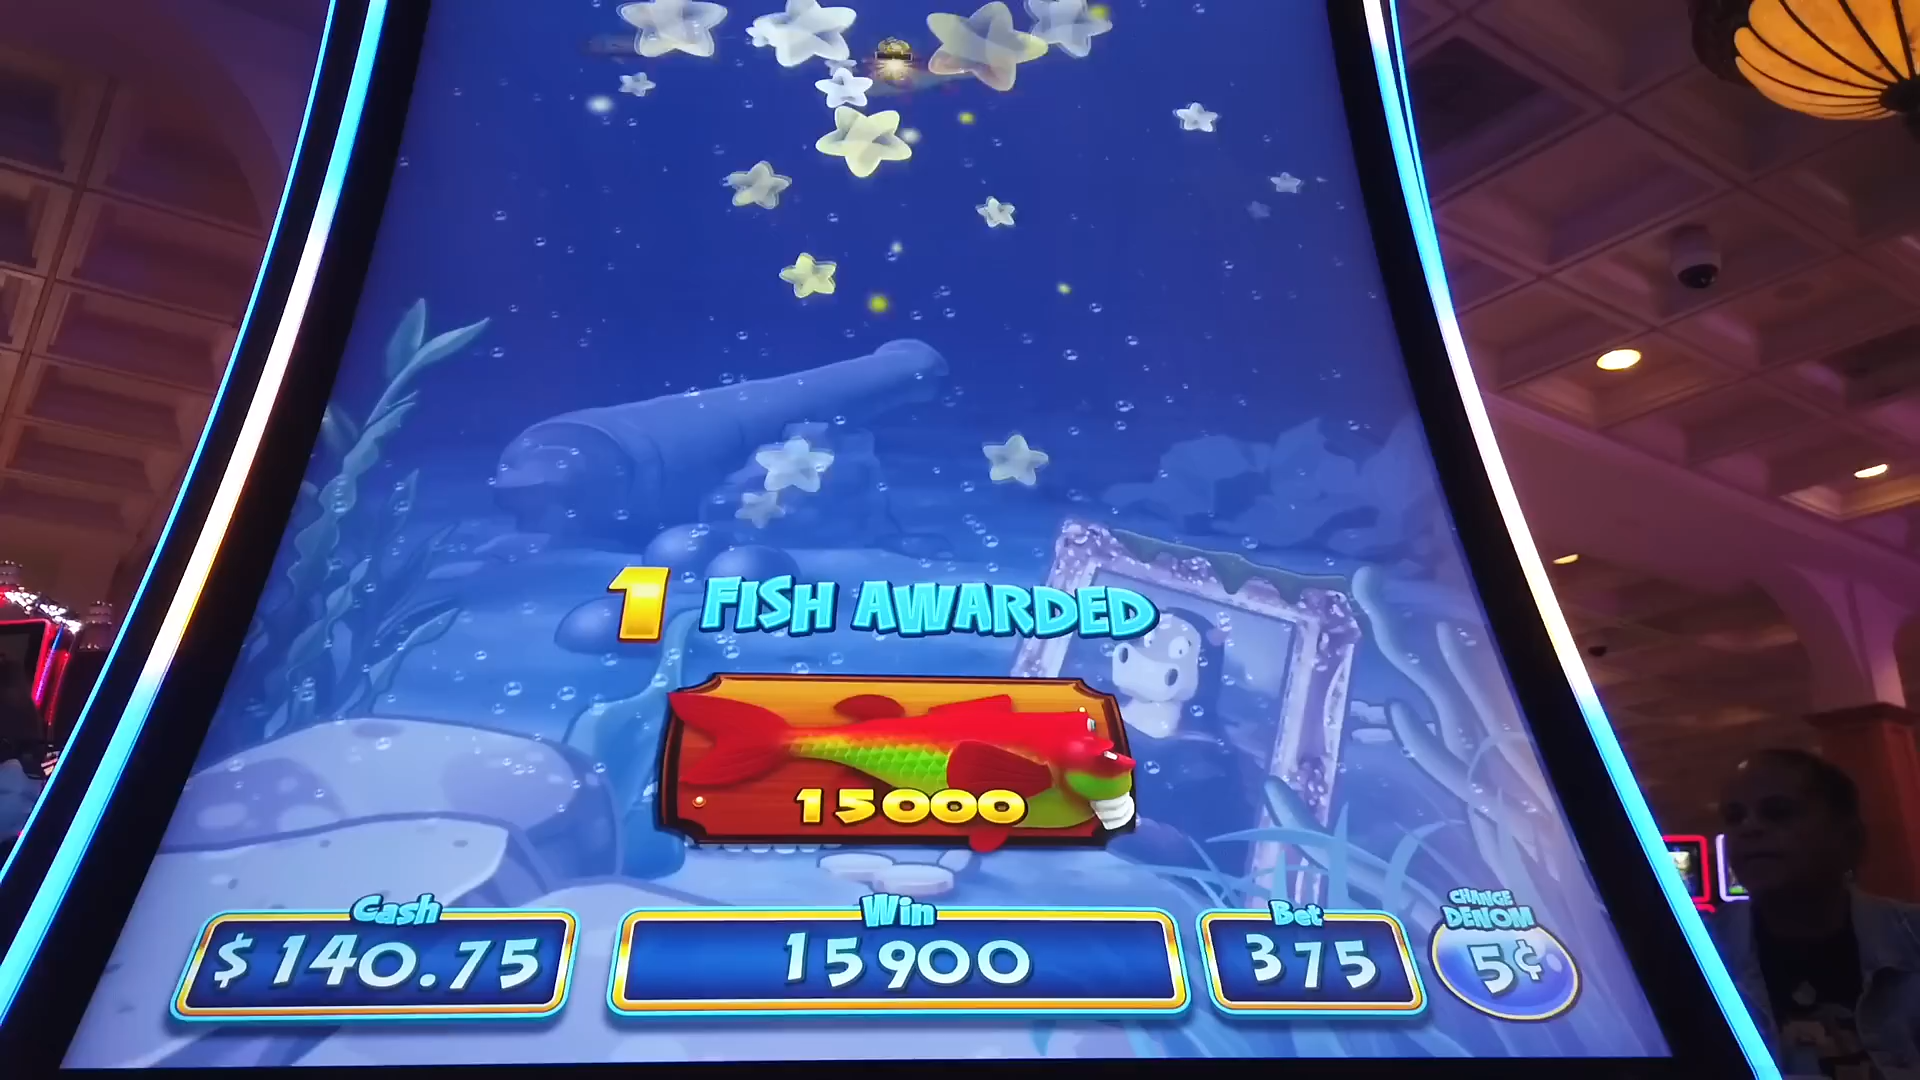 1 FISH AWARDED
15000
Cash
$140.75
Win
15900
Bet
375
CHANGE
DENOM
5¢